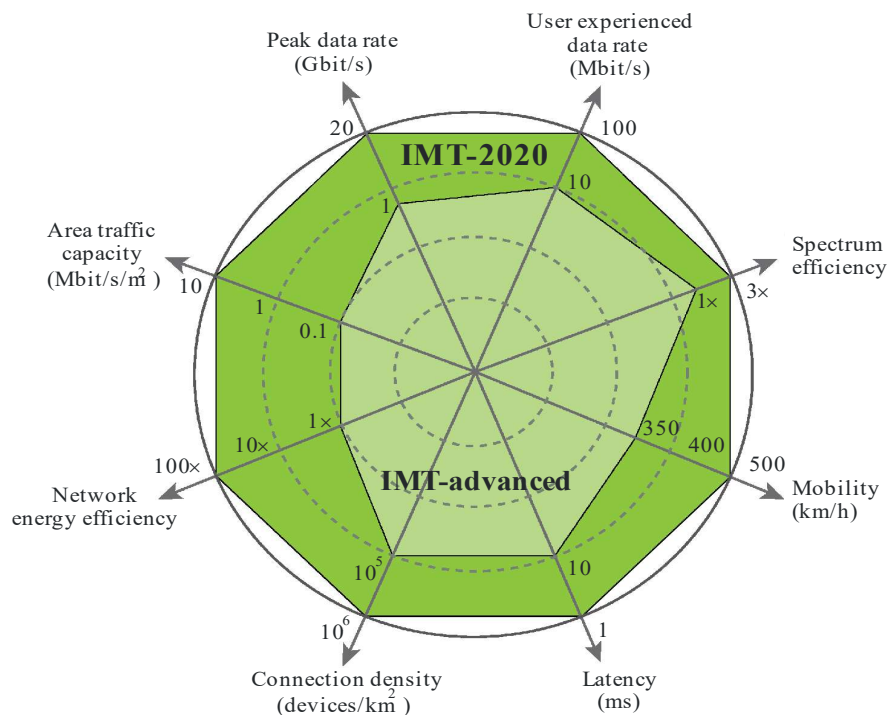 Peak data rate
(Gbit/s)
User experienced
data rate
(Mbit/s)
20
100
IMT-2020
1
10
Area traffic
capacity
(Mbit/s/m²)
Spectrum
efficiency
10
1
0.1
1×
3×
1×
10×
100×
350
400
500
Network
energy efficiency
IMT-advanced
Mobility
(km/h)
10⁵
10
10⁶
1
Connection density
(devices/km²)
Latency
(ms)